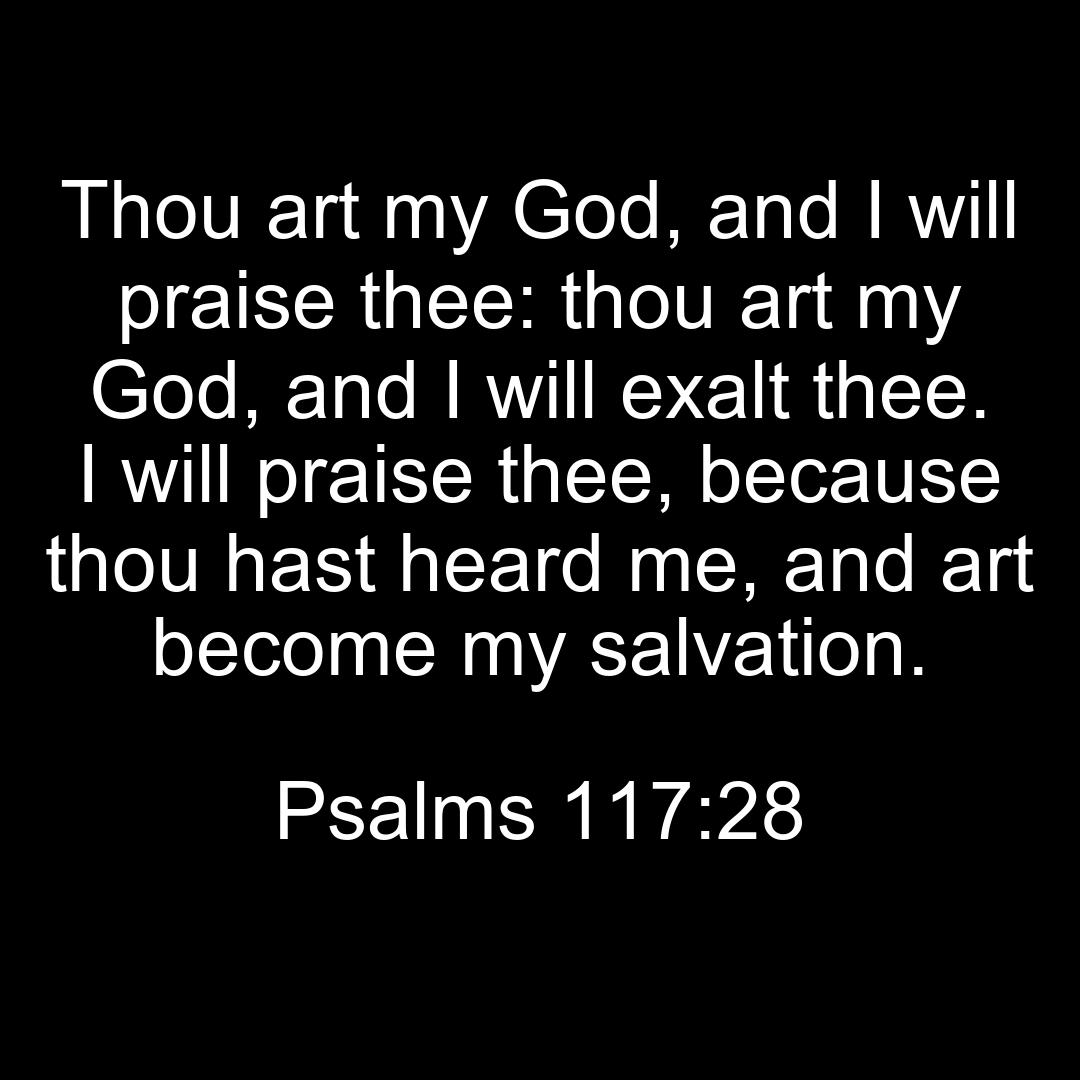 Thou art my God, and I will
praise thee: thou art my
God, and I will exalt thee.
I will praise thee, because
thou hast heard me, and art
become my salvation.
Psalms 117:28